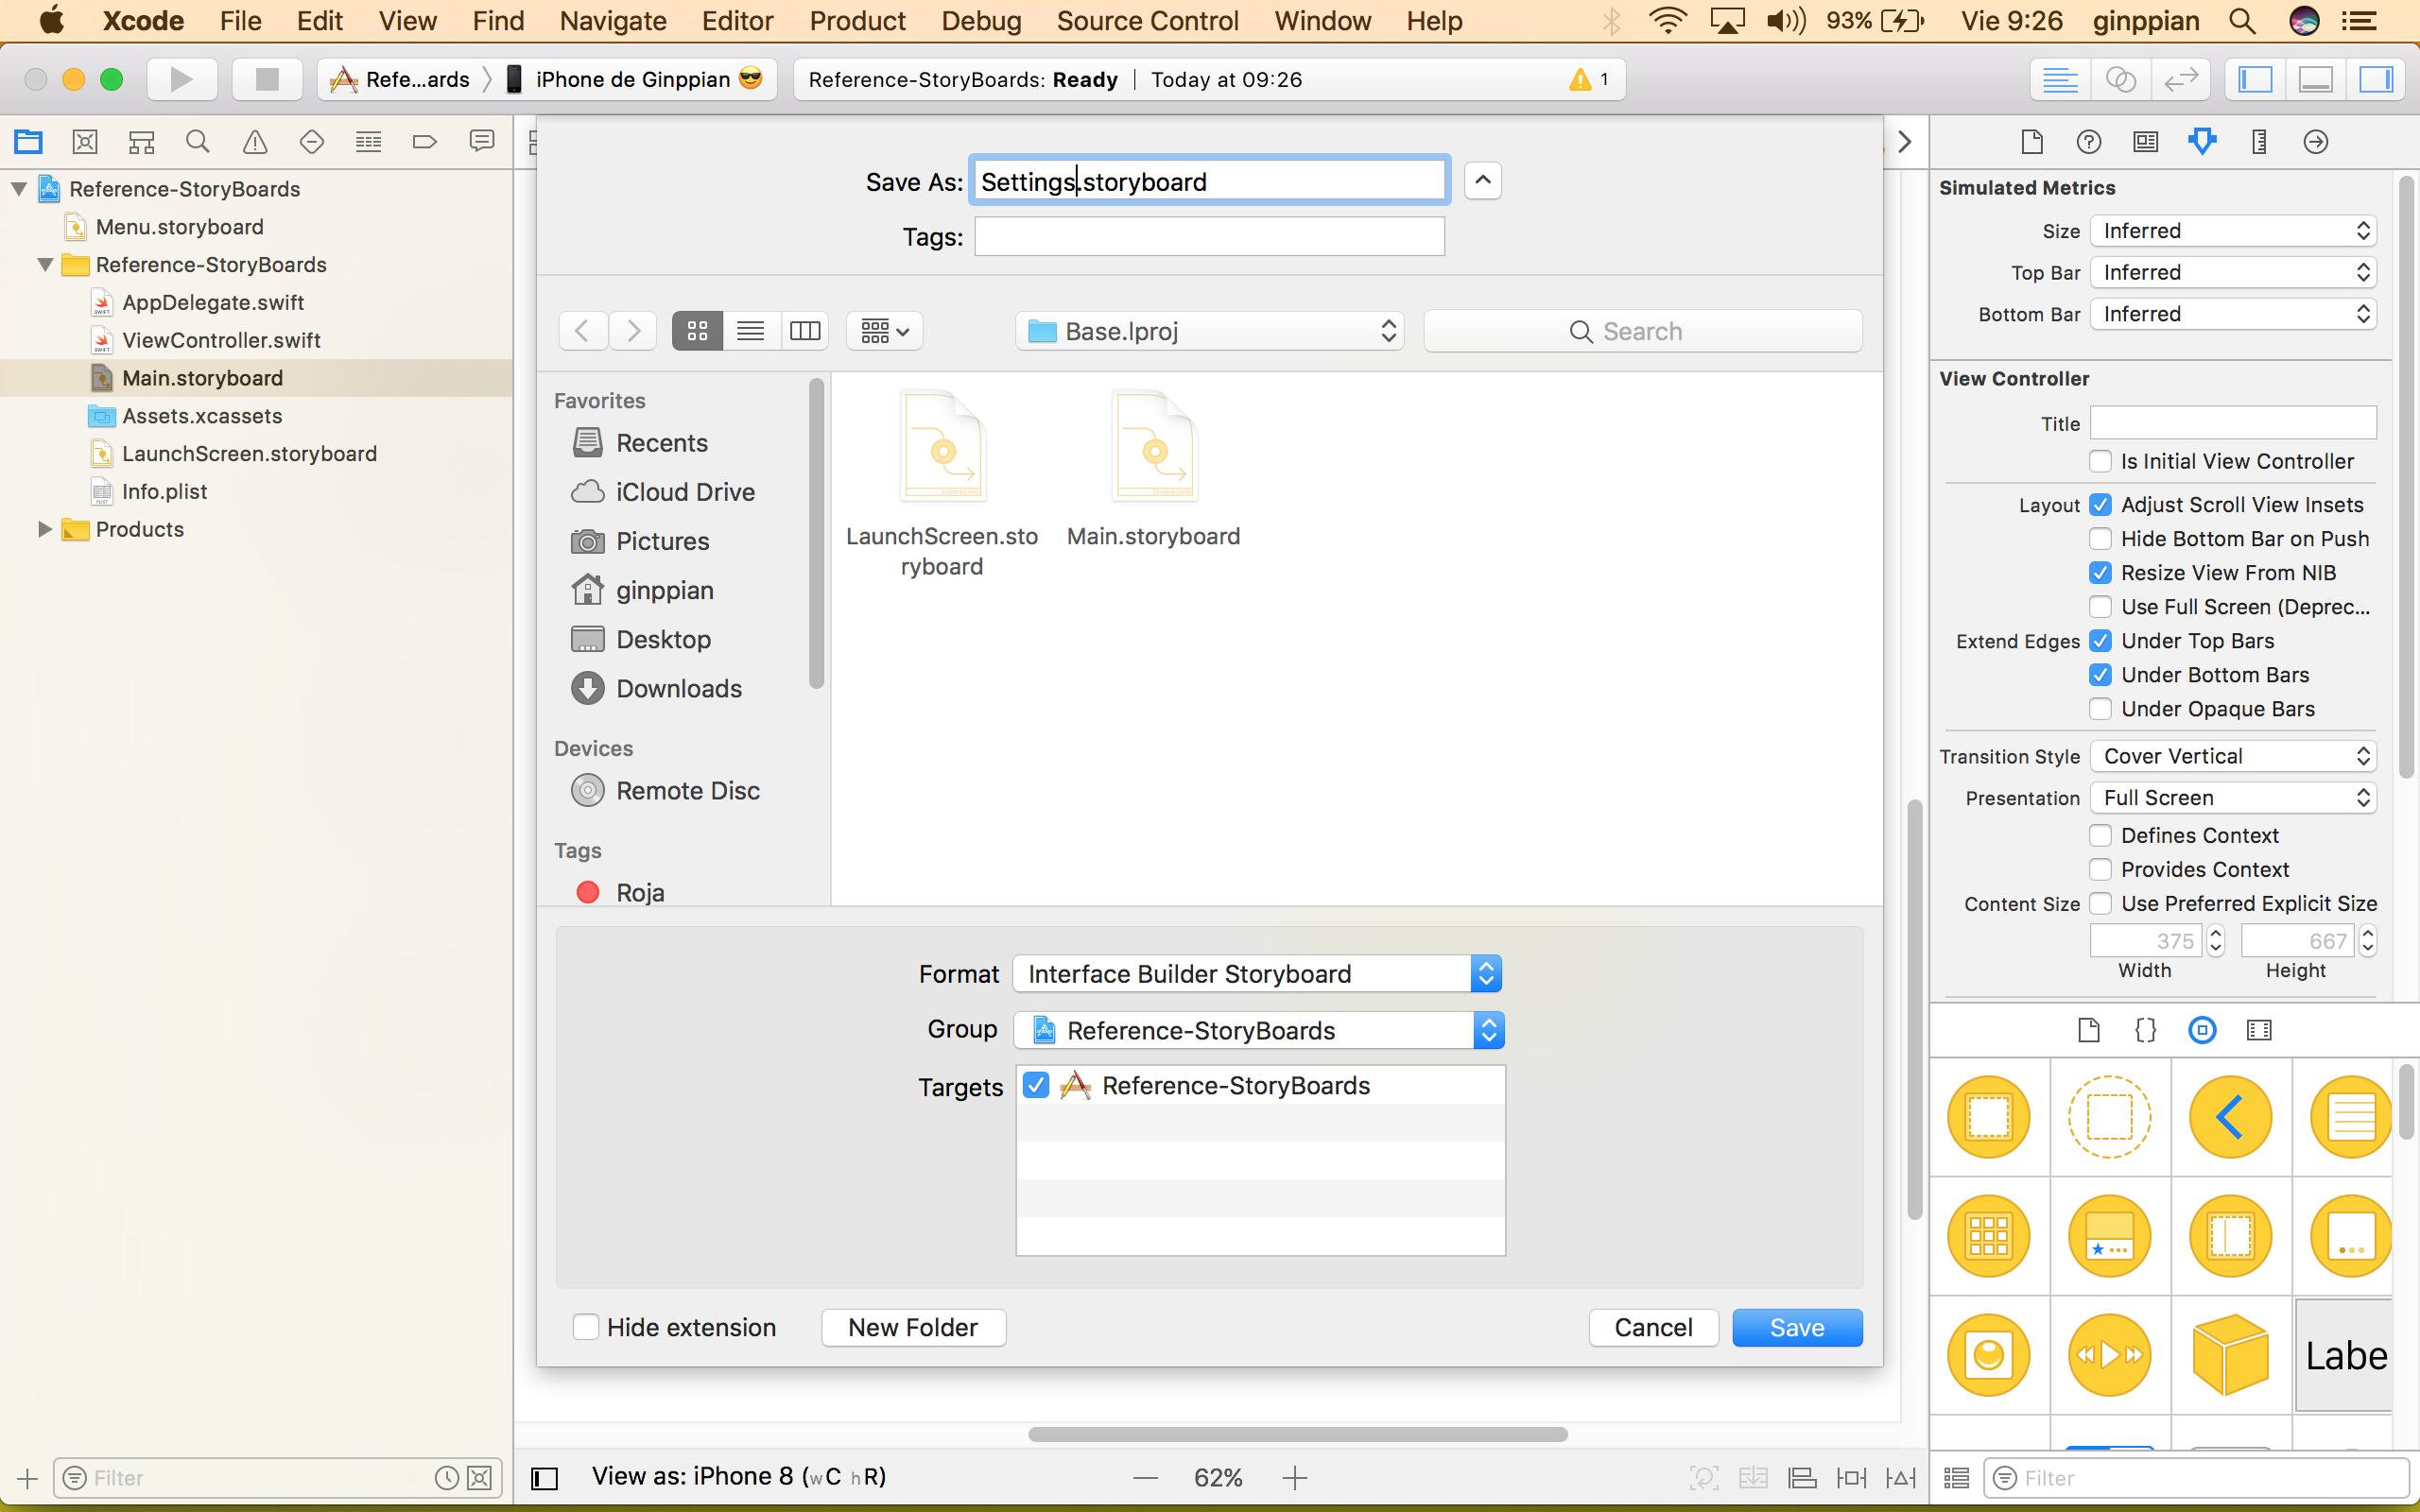 Xcode File Edit View Find Navigate Editor Product Debug Source Control Window Help 93% Vie 9:26 ginppian
Refe...ards iPhone de Ginppian 😎 Reference-StoryBoards: Ready Today at 09:26 1
Reference-StoryBoards
Menu.storyboard
Reference-StoryBoards
AppDelegate.swift
ViewController.swift
Main.storyboard
Assets.xcassets
LaunchScreen.storyboard
Info.plist
Products
Filter
Save As: Settings.storyboard
Tags:
Base.lproj
Search
Favorites
Recents
iCloud Drive
Pictures
ginppian
Desktop
Downloads
Devices
Remote Disc
Tags
Roja
LaunchScreen.sto
ryboard
Main.storyboard
Format Interface Builder Storyboard
Group Reference-StoryBoards
Targets Reference-StoryBoards
Hide extension New Folder Cancel Save
View as: iPhone 8 (wC hR) 62%
Simulated Metrics
Size Inferred
Top Bar Inferred
Bottom Bar Inferred
View Controller
Title
Is Initial View Controller
Layout Adjust Scroll View Insets
Hide Bottom Bar on Push
Resize View From NIB
Use Full Screen (Deprec...
Extend Edges Under Top Bars
Under Bottom Bars
Under Opaque Bars
Transition Style Cover Vertical
Presentation Full Screen
Defines Context
Provides Context
Content Size Use Preferred Explicit Size
375 667
Width Height
Labe
Filter